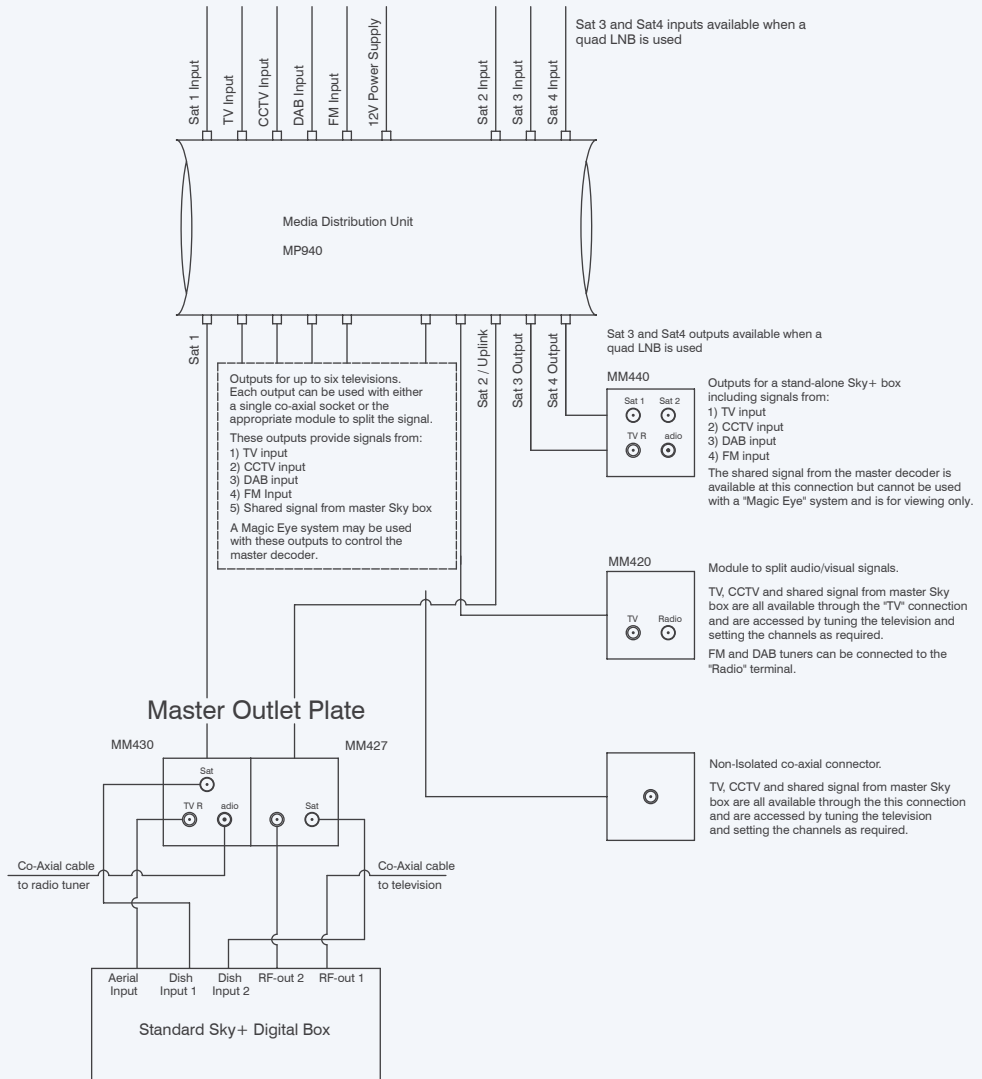 Sat 3 and Sat4 inputs available when a
quad LNB is used
Sat 1 Input
TV Input
CCTV Input
DAB Input
FM Input
12V Power Supply
Sat 2 Input
Sat 3 Input
Sat 4 Input
Media Distribution Unit
MP940
Sat 1
Outputs for up to six televisions.
Each output can be used with either
a single co-axial socket or the
appropriate module to split the signal.
These outputs provide signals from:
1) TV input
2) CCTV input
3) DAB input
4) FM Input
5) Shared signal from master Sky box
A Magic Eye system may be used
with these outputs to control the
master decoder.
Sat 2 / Uplink
Sat 3 Output
Sat 4 Output
Sat 3 and Sat4 outputs available when a
quad LNB is used
MM440
Sat 1 Sat 2
TV R adio
Outputs for a stand-alone Sky+ box
including signals from:
1) TV input
2) CCTV input
3) DAB input
4) FM input
The shared signal from the master decoder is
available at this connection but cannot be used
with a "Magic Eye" system and is for viewing only.
MM420
TV Radio
Module to split audio/visual signals.
TV, CCTV and shared signal from master Sky
box are all available through the "TV" connection
and are accessed by tuning the television and
setting the channels as required.
FM and DAB tuners can be connected to the
"Radio" terminal.
Master Outlet Plate
MM430
MM427
Sat
TV R adio
Sat
Non-Isolated co-axial connector.
TV, CCTV and shared signal from master Sky
box are all available through the this connection
and are accessed by tuning the television
and setting the channels as required.
Co-Axial cable
to radio tuner
Co-Axial cable
to television
Aerial
Input
Dish
Input 1
Dish
Input 2
RF-out 2
RF-out 1
Standard Sky+ Digital Box